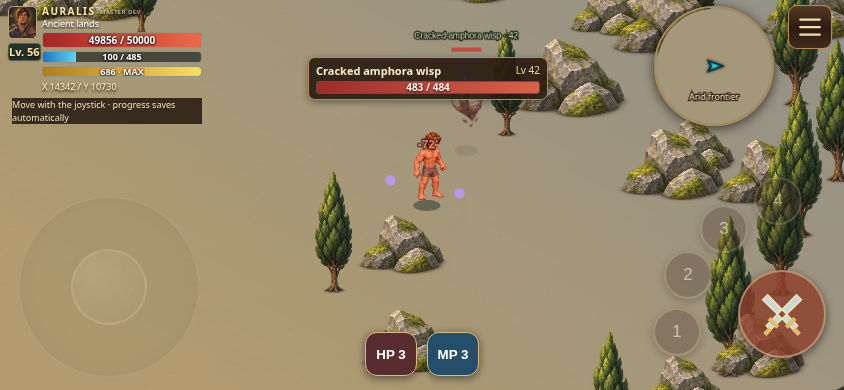 AURALIS MASTER DEV
Ancient lands
49856 / 50000
Lv. 56
100 / 485
686 · MAX
X 14342 / Y 10730
Move with the joystick · progress saves
automatically
Cracked amphora wisp · 42
Cracked amphora wisp Lv 42
483 / 484
-72
Arid frontier
4
3
2
1
HP 3
MP 3